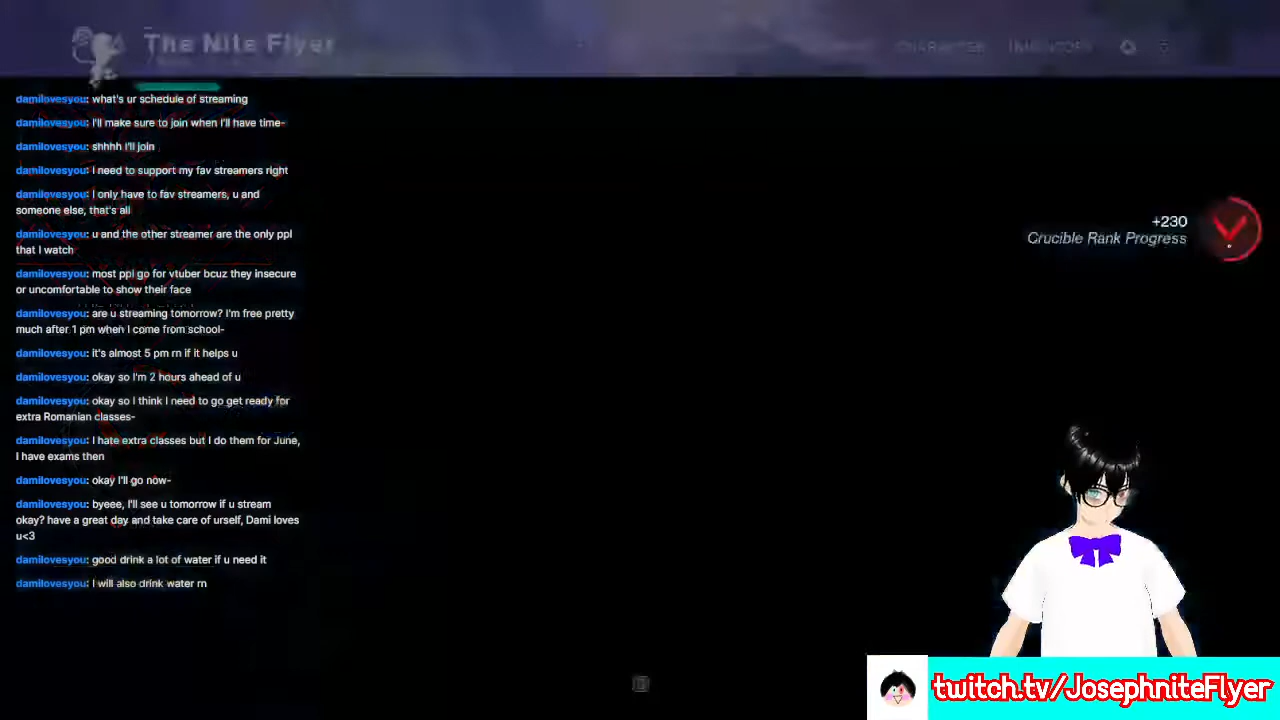 The Nite Flyer
CHARACTER
INVENTORY
damilovesyou: what's ur schedule of streaming
damilovesyou: I'll make sure to join when I'll have time-
damilovesyou: shhhh I'll join
damilovesyou: I need to support my fav streamers right
damilovesyou: I only have to fav streamers, u and
someone else, that's all
damilovesyou: u and the other streamer are the only ppl
that I watch
damilovesyou: most ppl go for vtuber bcuz they insecure
or uncomfortable to show their face
damilovesyou: are u streaming tomorrow? I'm free pretty
much after 1 pm when I come from school-
damilovesyou: it's almost 5 pm rn if it helps u
damilovesyou: okay so I'm 2 hours ahead of u
damilovesyou: okay so I think I need to go get ready for
extra Romanian classes-
damilovesyou: I hate extra classes but I do them for June,
I have exams then
damilovesyou: okay I'll go now-
damilovesyou: byeee, I'll see u tomorrow if u stream
okay? have a great day and take care of urself, Dami loves
u<3
damilovesyou: good drink a lot of water if u need it
damilovesyou: I will also drink water rn
+230
Crucible Rank Progress
twitch.tv/JosephniteFlyer